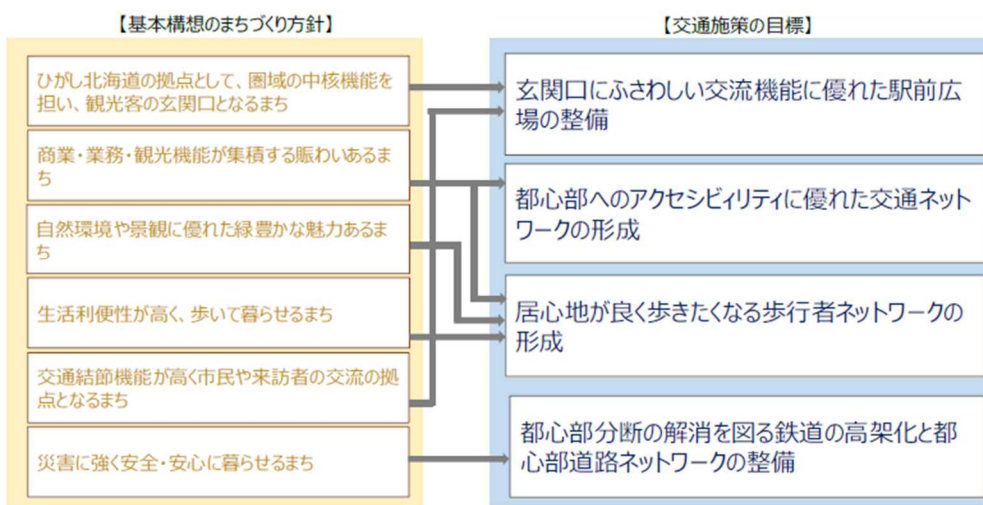 【基本構想のまちづくり方針】
ひがし北海道の拠点として、圏域の中核機能を
担い、観光客の玄関口となるまち
商業・業務・観光機能が集積する賑わいあるま
ち
自然環境や景観に優れた緑豊かな魅力あるま
ち
生活利便性が高く、歩いて暮らせるまち
交通結節機能が高く市民や来訪者の交流の拠
点となるまち
災害に強く安全・安心に暮らせるまち
【交通施策の目標】
玄関口にふさわしい交流機能に優れた駅前広
場の整備
都心部へのアクセシビィリティに優れた交通ネット
ワークの形成
居心地が良く歩きたくなる歩行者ネットワークの
形成
都心部分断の解消を図る鉄道の高架化と都
心部道路ネットワークの整備